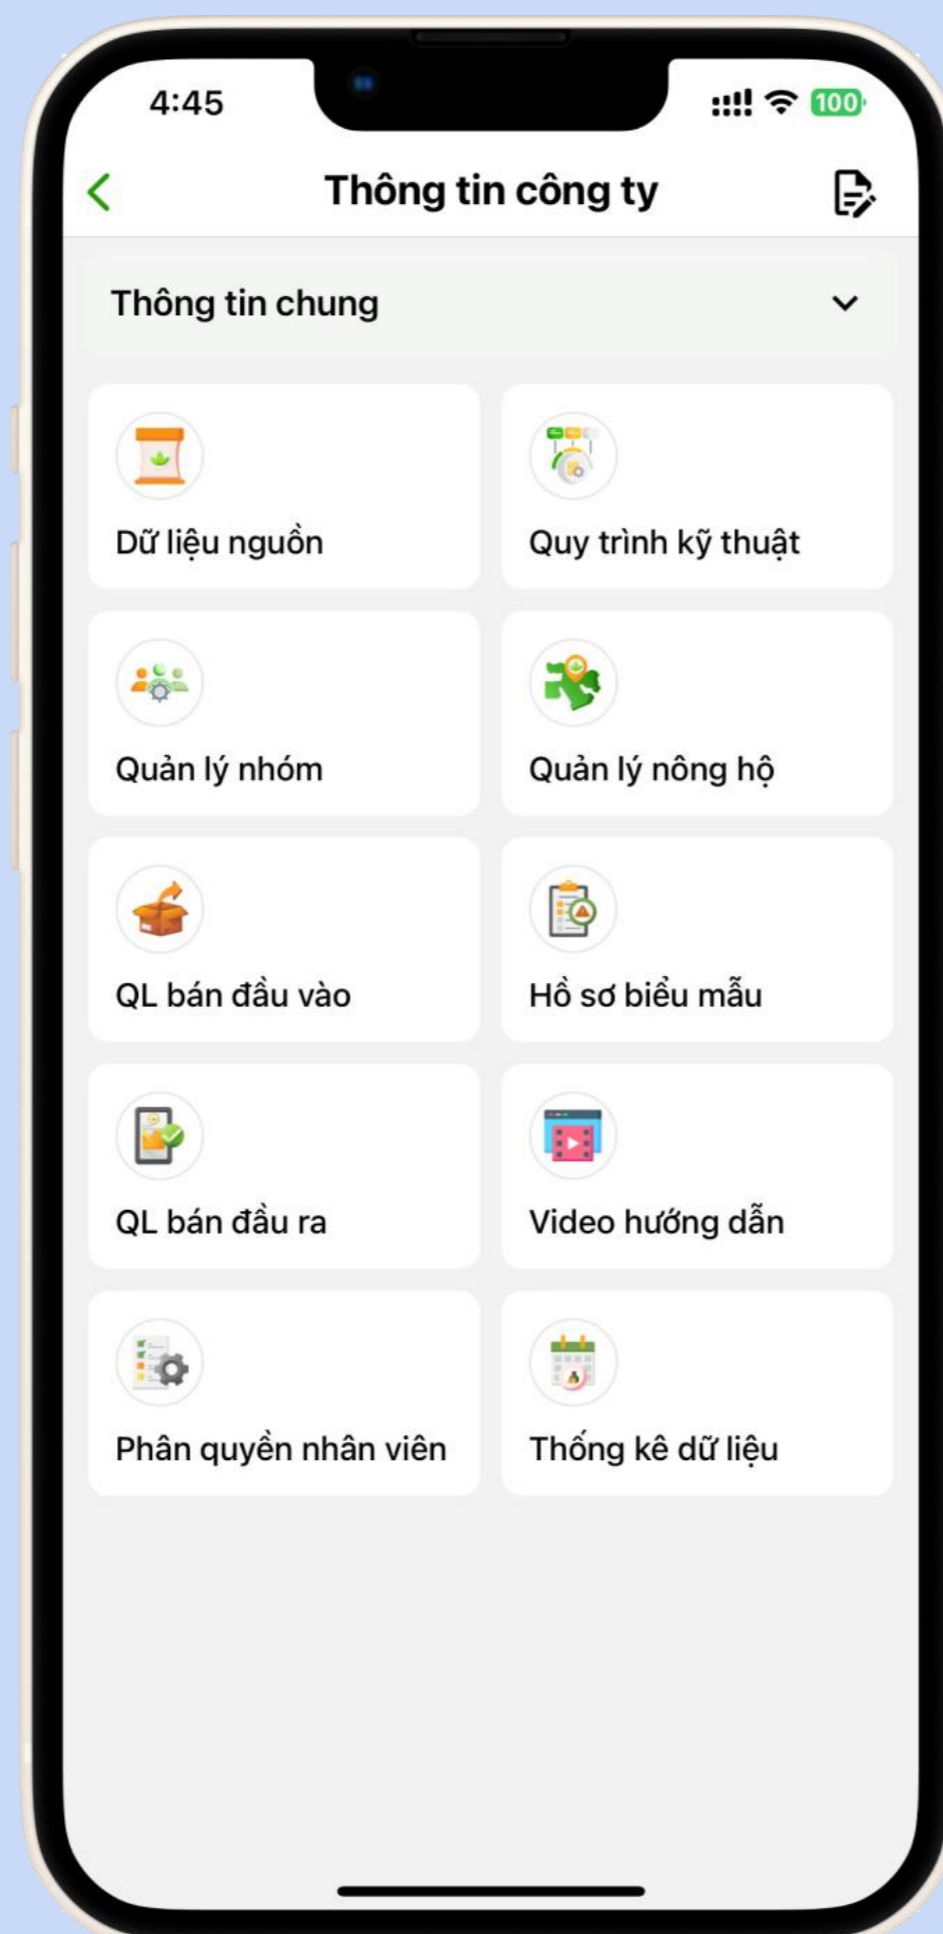 4:45
100
Thông tin công ty
Thông tin chung
Dữ liệu nguồn
Quy trình kỹ thuật
Quản lý nhóm
Quản lý nông hộ
QL bán đầu vào
Hồ sơ biểu mẫu
QL bán đầu ra
Video hướng dẫn
Phân quyền nhân viên
Thống kê dữ liệu